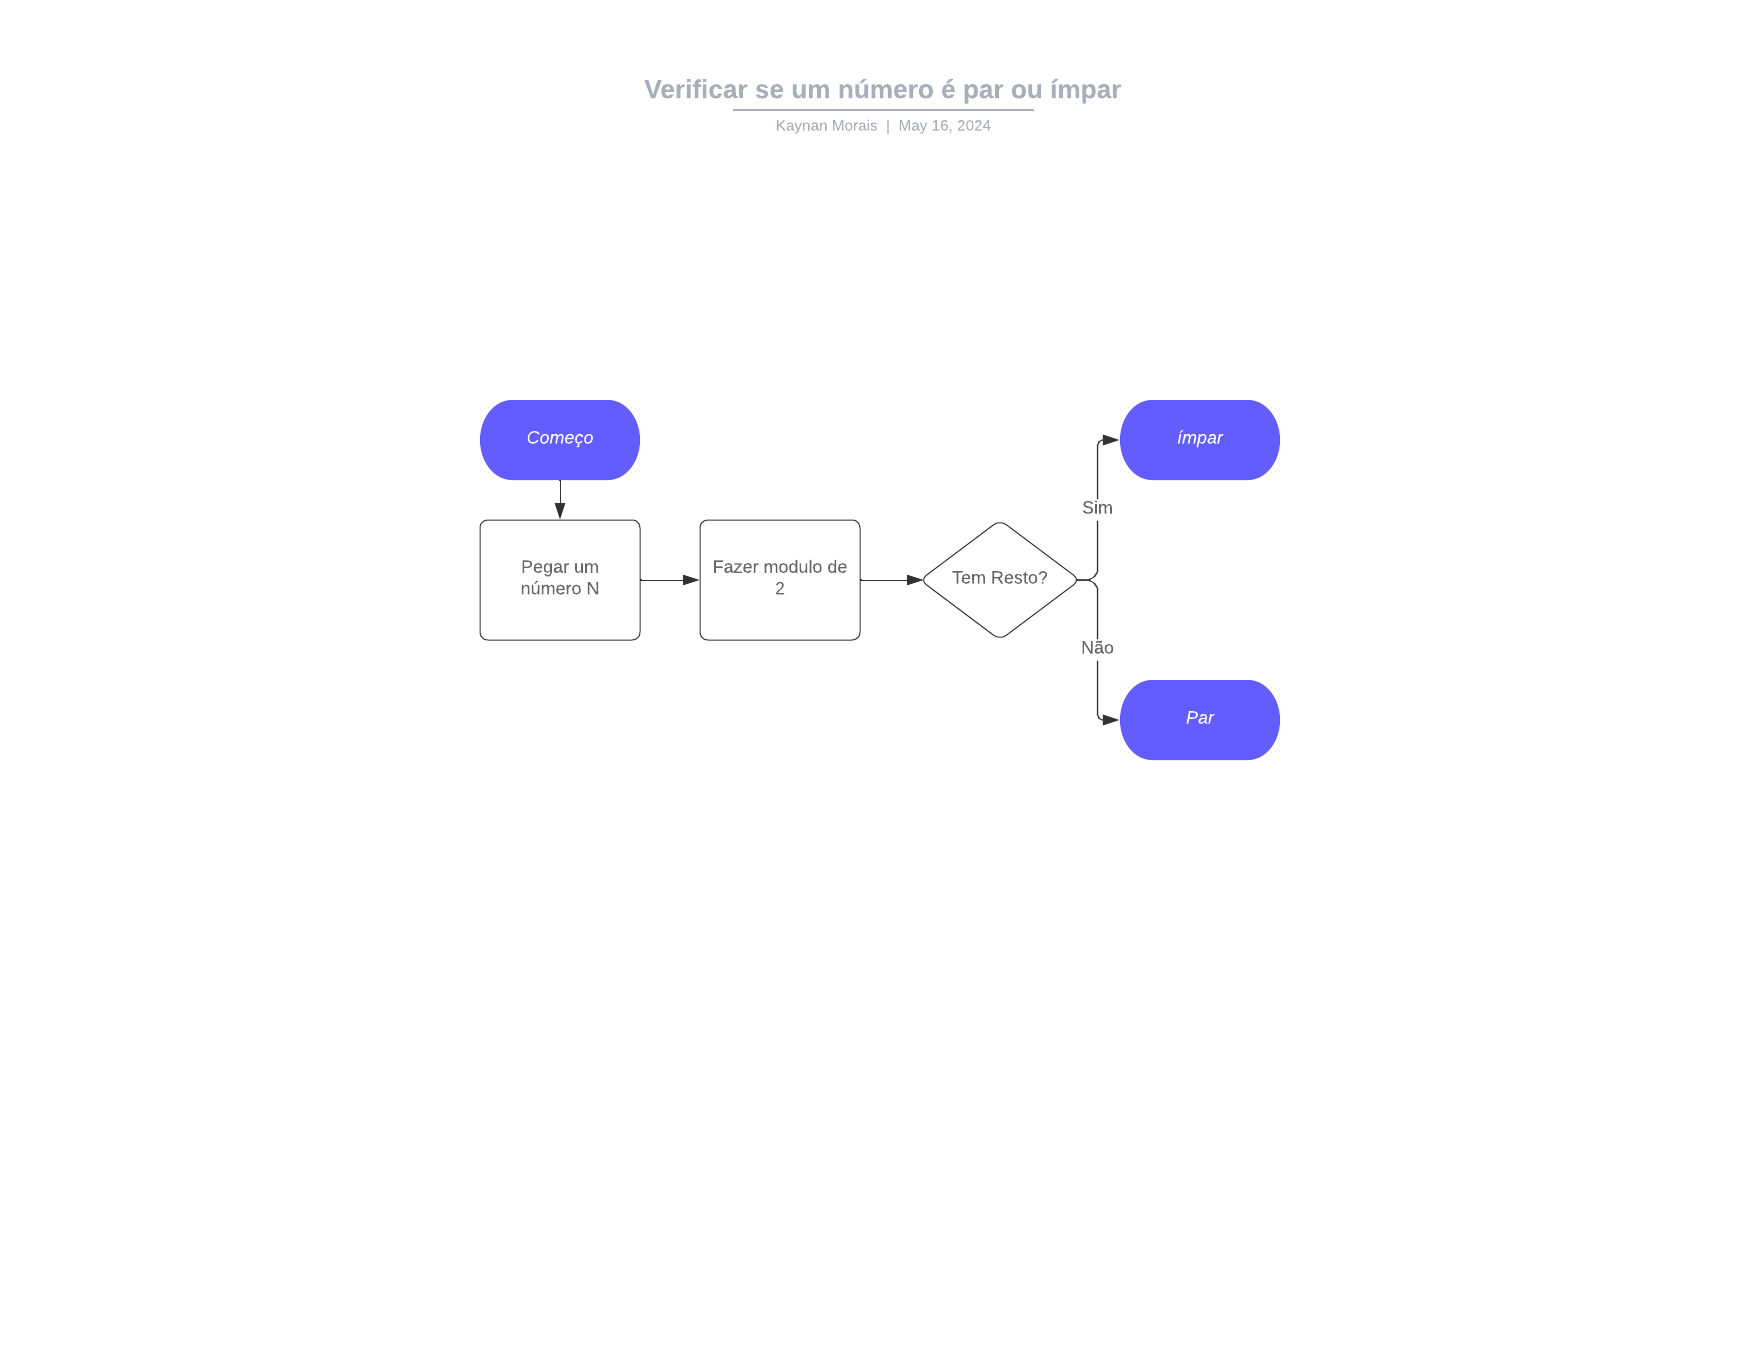 Verificar se um número é par ou ímpar
Kaynan Morais | May 16, 2024
Começo
Pegar um
número N
Fazer modulo de
2
Tem Resto?
Sim
ímpar
Não
Par